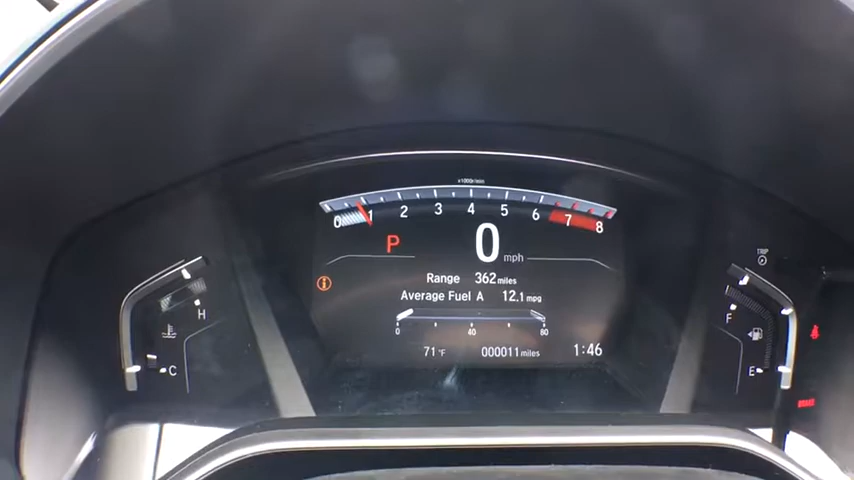 x1000r/min
0 1 2 3 4 5 6 7 8
P 0 mph
TRIP
Range 362 miles
Average Fuel A 12.1 mpg
H F
0 40 80
71°F 000011 miles 1:46
C E
BRAKE